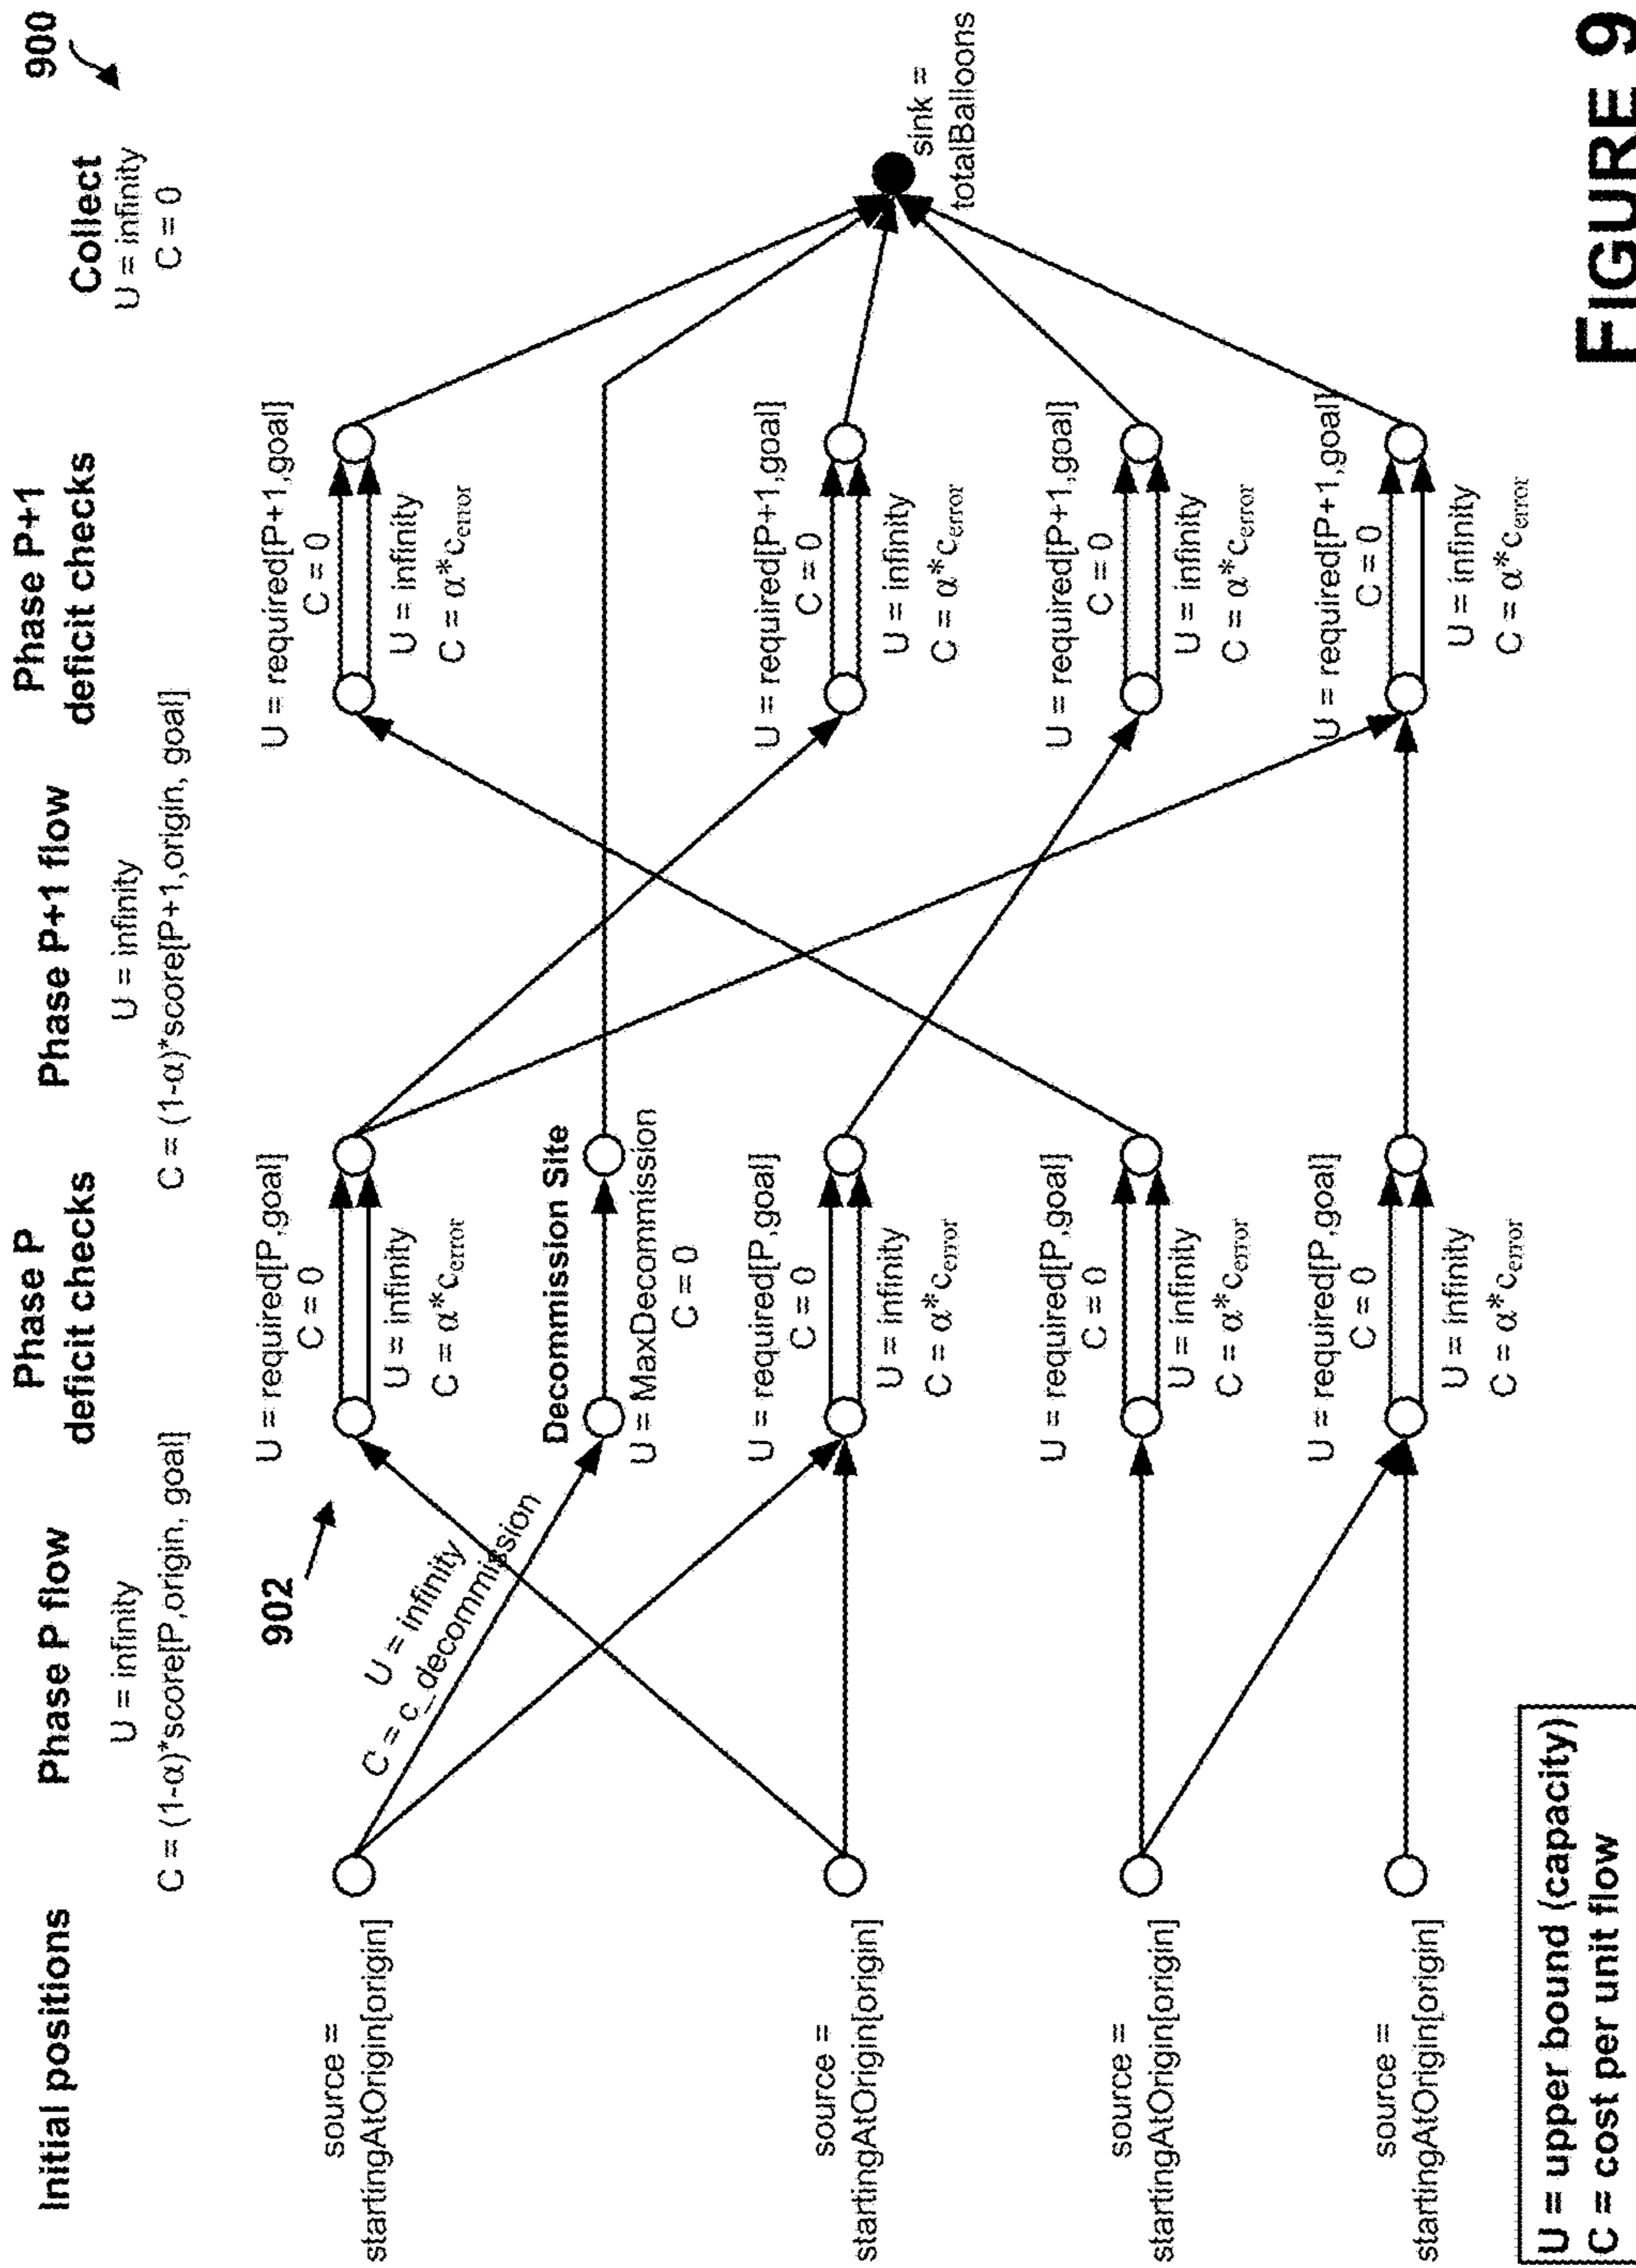 900
Initial positions
Phase P flow
U = infinity
C = (1-α)*score[P,origin, goal]
Phase P
deficit checks
Phase P+1 flow
U = infinity
C = (1-α)*score[P+1,origin, goal]
Phase P+1
deficit checks
Collect
U = infinity
C = 0
902
source =
startingAtOrigin[origin]
U = required[P,goal]
C = 0
U = infinity
C = α*c_error
U = required[P+1,goal]
C = 0
U = infinity
C = α*c_error
U = infinity
C = c_decommission
Decommission Site
U = MaxDecommission
C = 0
source =
startingAtOrigin[origin]
U = required[P,goal]
C = 0
U = infinity
C = α*c_error
U = required[P+1,goal]
C = 0
U = infinity
C = α*c_error
sink =
totalBalloons
source =
startingAtOrigin[origin]
U = required[P,goal]
C = 0
U = infinity
C = α*c_error
U = required[P+1,goal]
C = 0
U = infinity
C = α*c_error
source =
startingAtOrigin[origin]
U = required[P,goal]
C = 0
U = infinity
C = α*c_error
U = required[P+1,goal]
C = 0
U = infinity
C = α*c_error
U = upper bound (capacity)
C = cost per unit flow
FIGURE 9